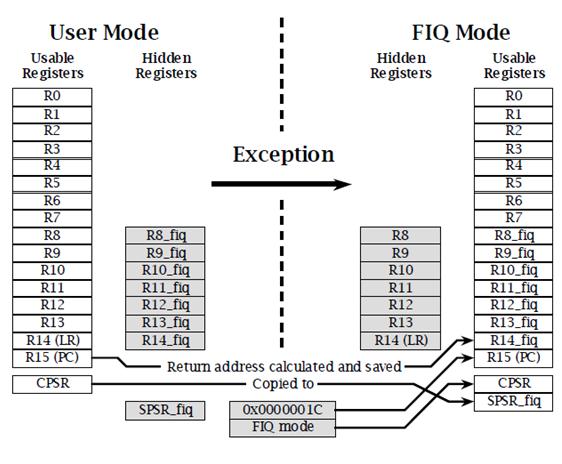 User Mode
FIQ Mode
Usable Registers
Hidden Registers
Hidden Registers
Usable Registers
Exception
R0
R1
R2
R3
R4
R5
R6
R7
R8
R9
R10
R11
R12
R13
R14 (LR)
R15 (PC)
CPSR
R8_fiq
R9_fiq
R10_fiq
R11_fiq
R12_fiq
R13_fiq
R14_fiq
SPSR_fiq
R8
R9
R10
R11
R12
R13
R14 (LR)
R0
R1
R2
R3
R4
R5
R6
R7
R8_fiq
R9_fiq
R10_fiq
R11_fiq
R12_fiq
R13_fiq
R14_fiq
R15 (PC)
CPSR
SPSR_fiq
Return address calculated and saved
Copied to
0x0000001C
FIQ mode